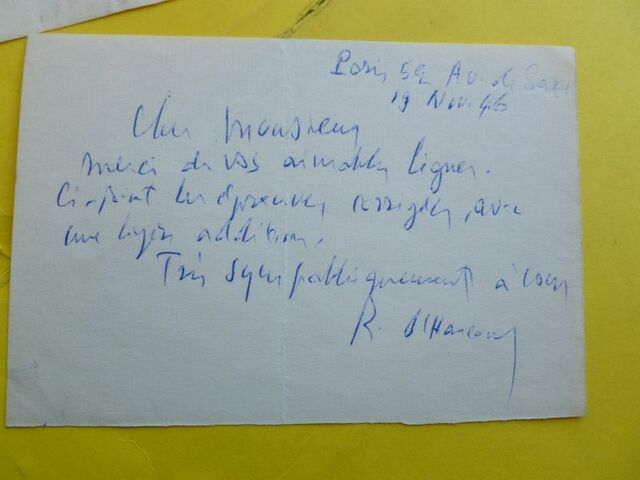 Paris 52 Av. de Saxe
19 Nov. 46
Cher Monsieur
Merci de vos aimables lignes.
Ci-joint les épreuves corrigées, avec
une légère addition.
Très sympathiquement à vous
R. d'Harcourt